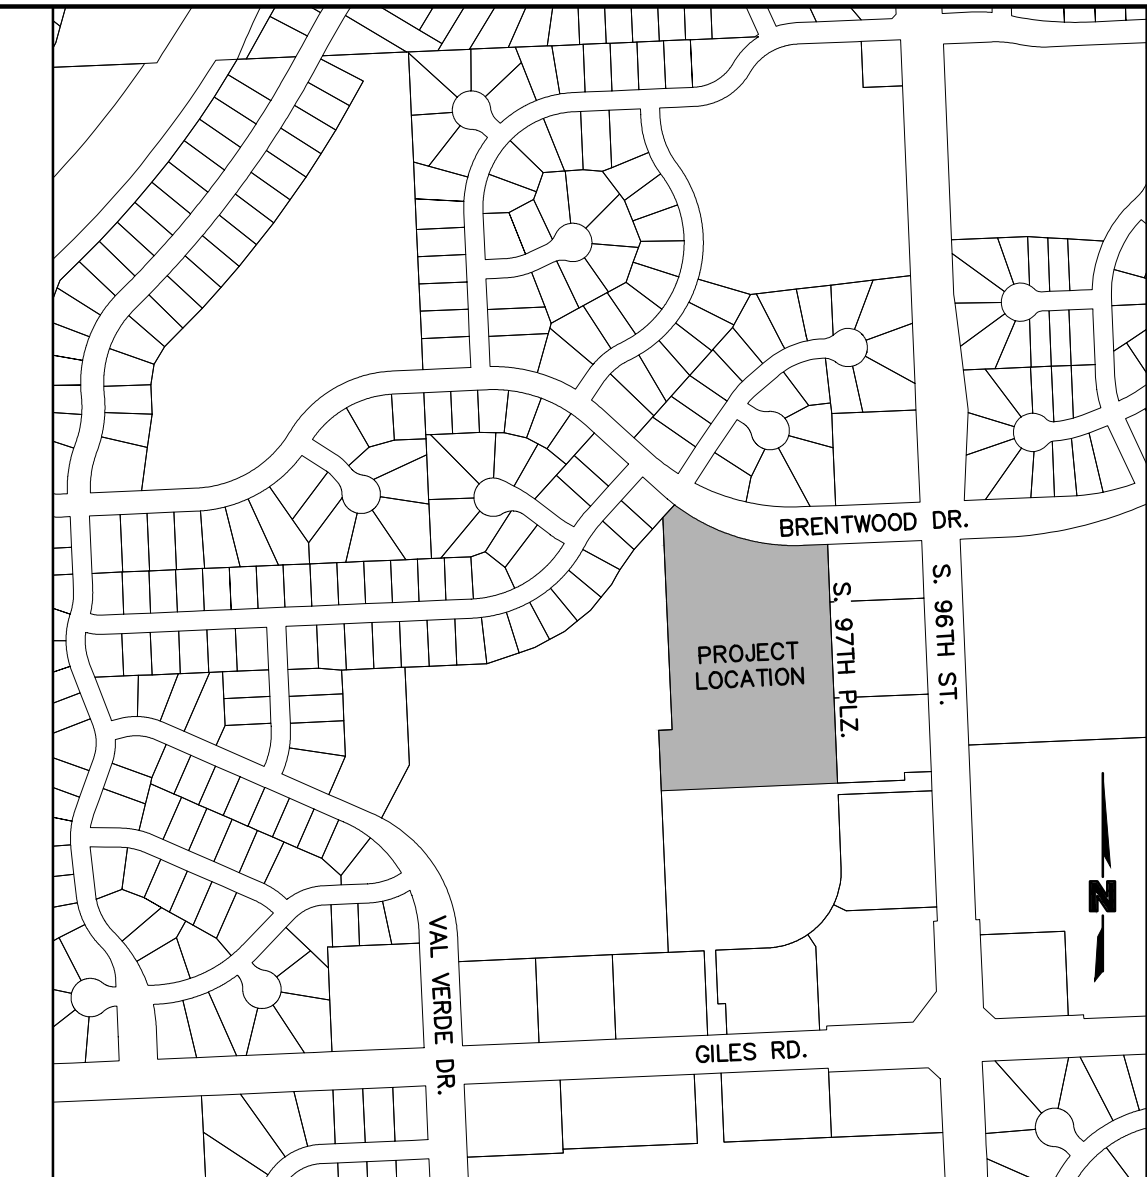 BRENTWOOD DR.
S. 96TH ST.
S. 97TH PLZ.
PROJECT
LOCATION
N
VAL VERDE DR.
GILES RD.